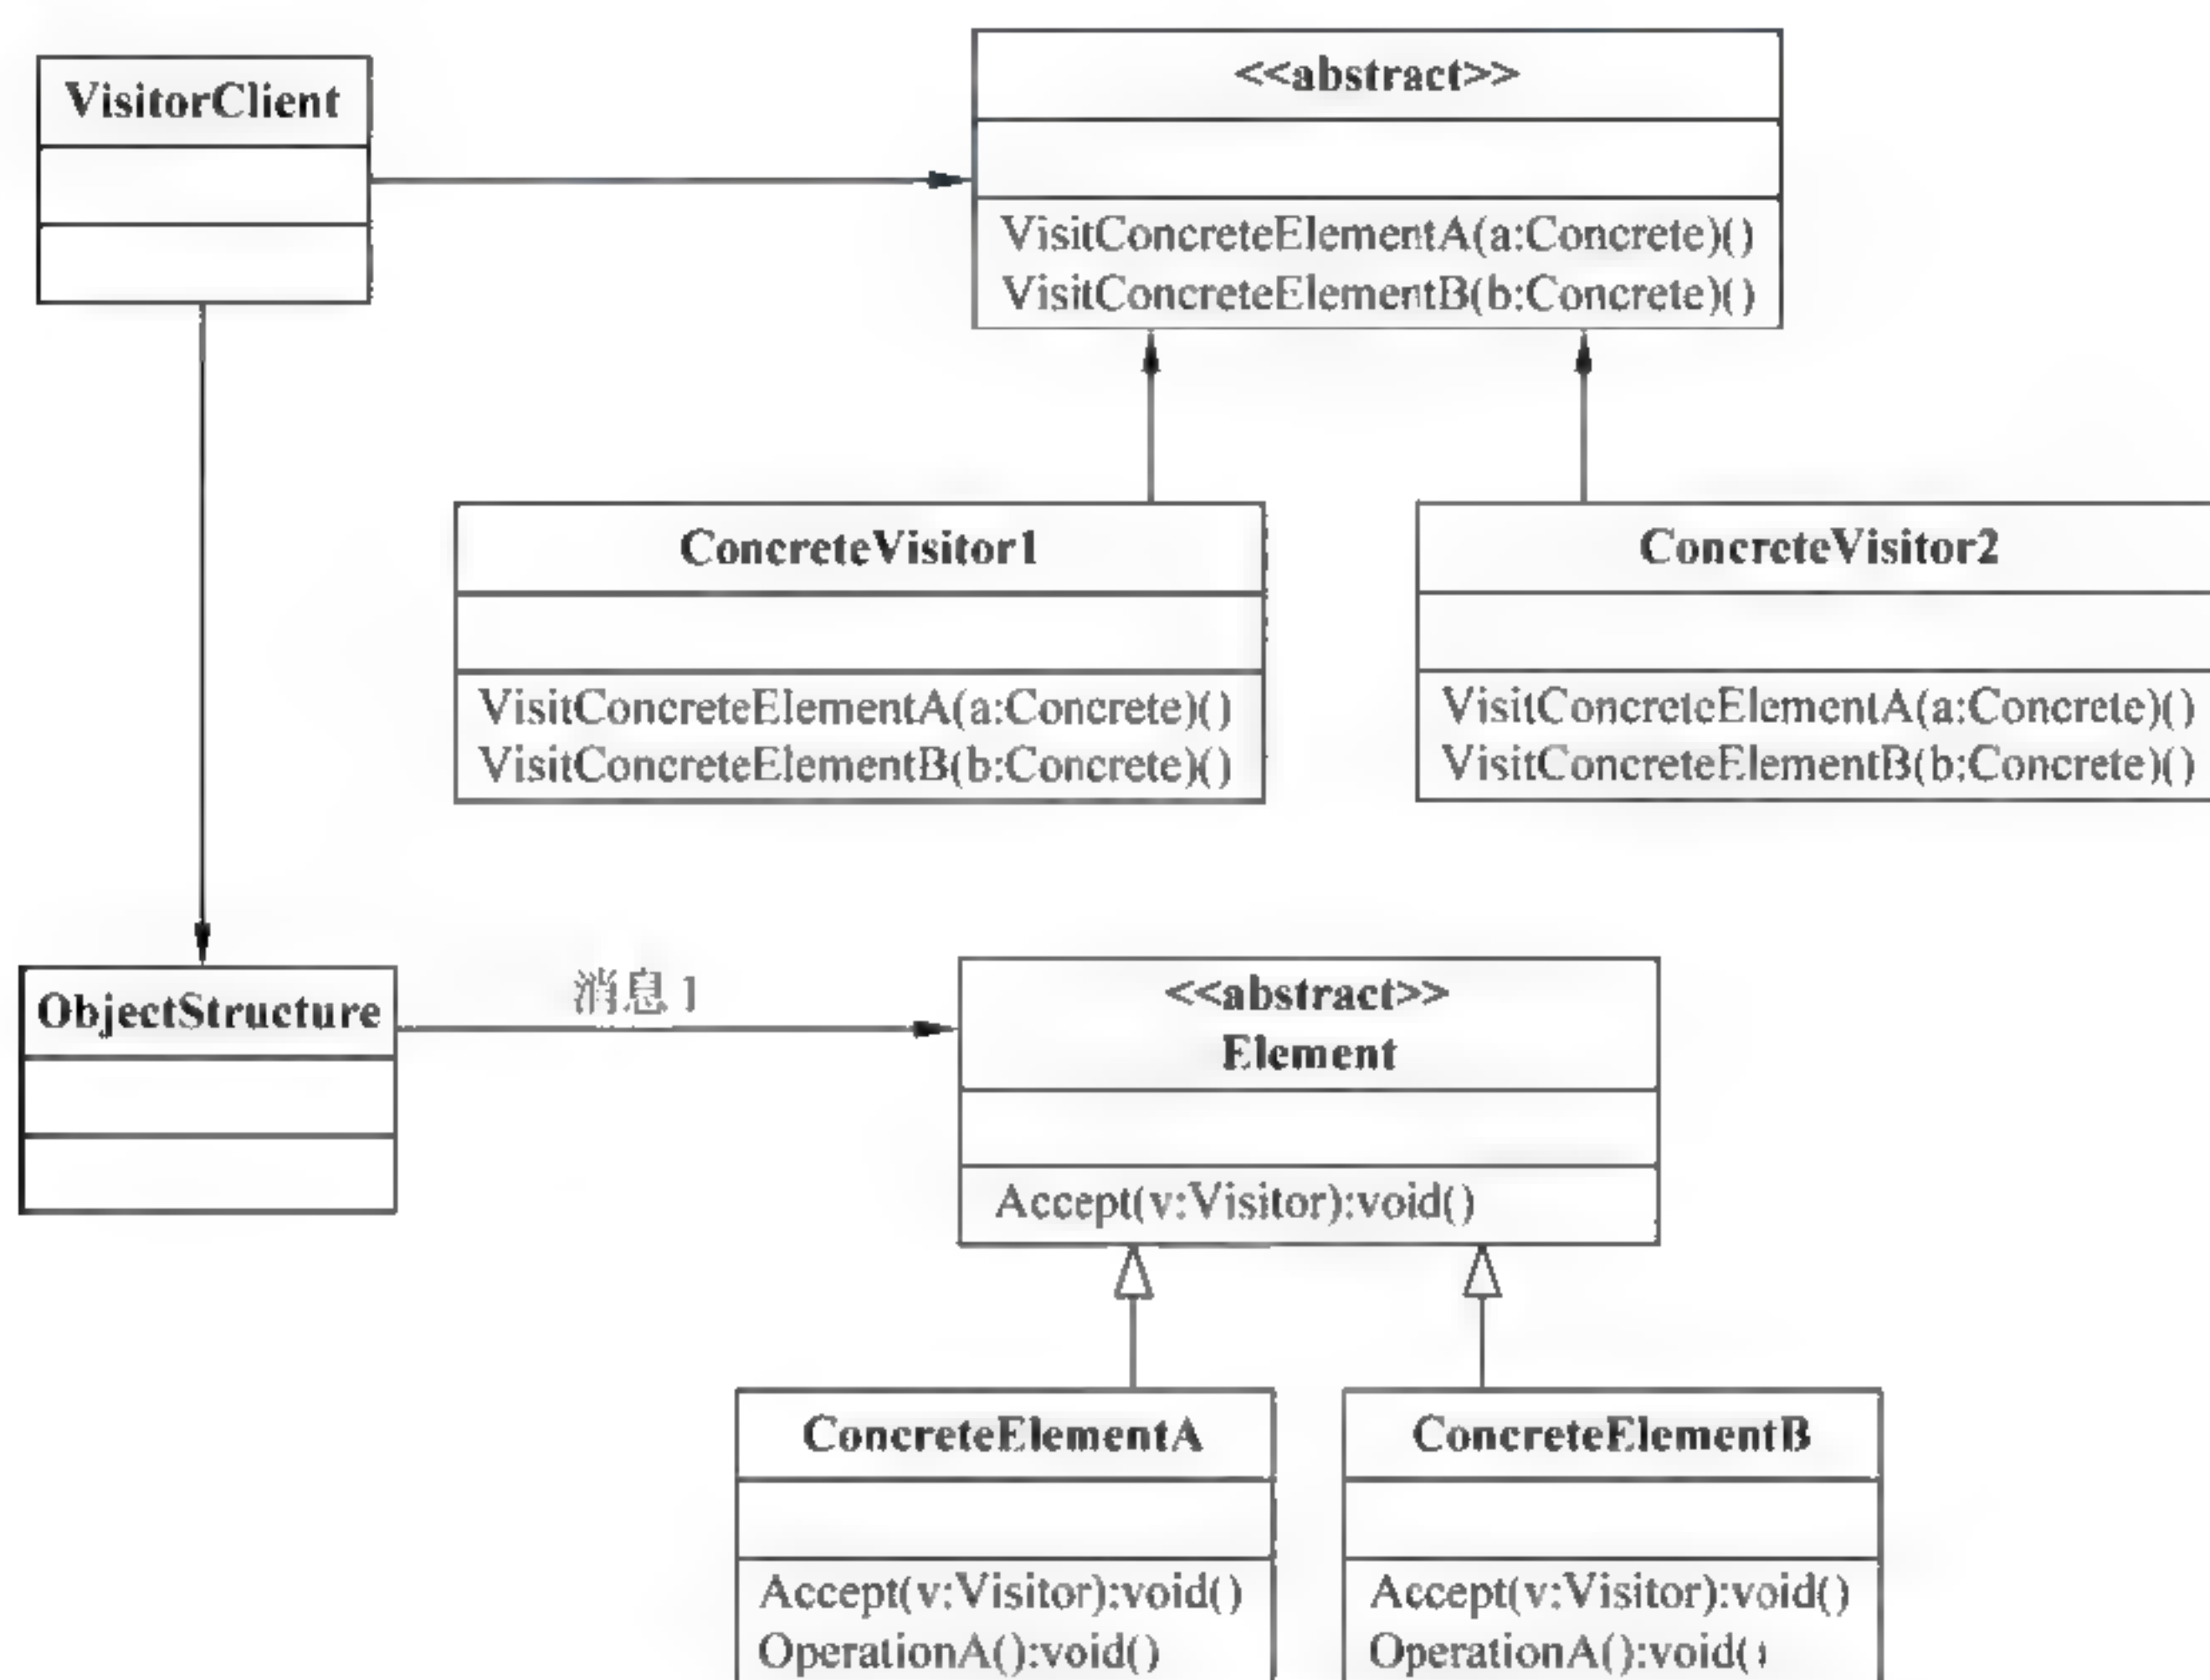 VisitorClient
<<abstract>>
VisitConcreteElementA(a:Concrete)()
VisitConcreteElementB(b:Concrete)()
ConcreteVisitor1
VisitConcreteElementA(a:Concrete)()
VisitConcreteElementB(b:Concrete)()
ConcreteVisitor2
VisitConcreteElementA(a:Concrete)()
VisitConcreteElementB(b:Concrete)()
ObjectStructure
消息 1
<<abstract>>
Element
Accept(v:Visitor):void()
ConcreteElementA
Accept(v:Visitor):void()
OperationA():void()
ConcreteElementB
Accept(v:Visitor):void()
OperationA():void()